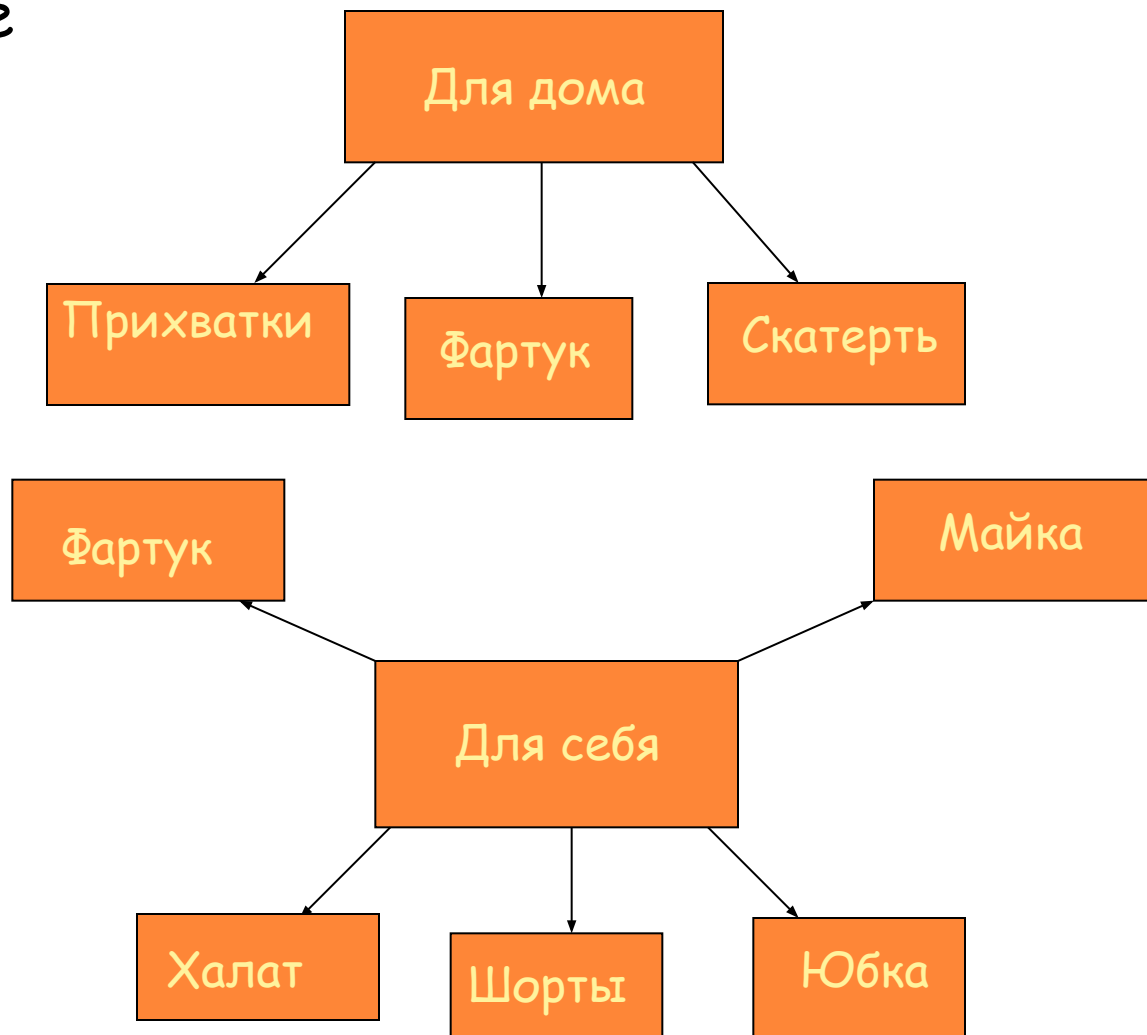 Для дома
Прихватки
Фартук
Скатерть
Фартук
Майка
Для себя
Халат
Шорты
Юбка